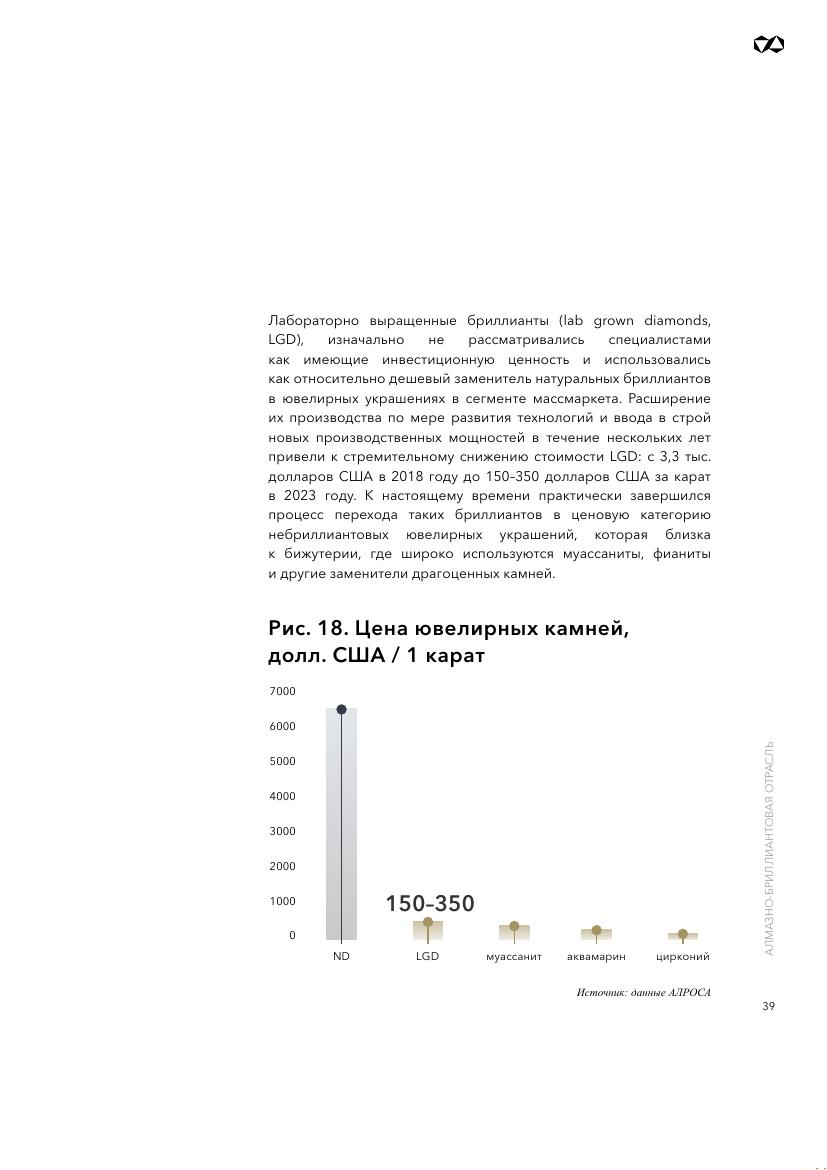 Лабораторно выращенные бриллианты (lab grown diamonds,
LGD), изначально не рассматривались специалистами
как имеющие инвестиционную ценность и использовались
как относительно дешевый заменитель натуральных бриллиантов
в ювелирных украшениях в сегменте массмаркета. Расширение
их производства по мере развития технологий и ввода в строй
новых производственных мощностей в течение нескольких лет
привели к стремительному снижению стоимости LGD: с 3,3 тыс.
долларов США в 2018 году до 150–350 долларов США за карат
в 2023 году. К настоящему времени практически завершился
процесс перехода таких бриллиантов в ценовую категорию
небриллиантовых ювелирных украшений, которая близка
к бижутерии, где широко используются муассаниты, фианиты
и другие заменители драгоценных камней.
Рис. 18. Цена ювелирных камней,
долл. США / 1 карат
7000
6000
5000
4000
3000
2000
1000
0
150–350
ND LGD муассанит аквамарин цирконий
Источник: данные АЛРОСА
АЛМАЗНО-БРИЛЛИАНТОВАЯ ОТРАСЛЬ
39